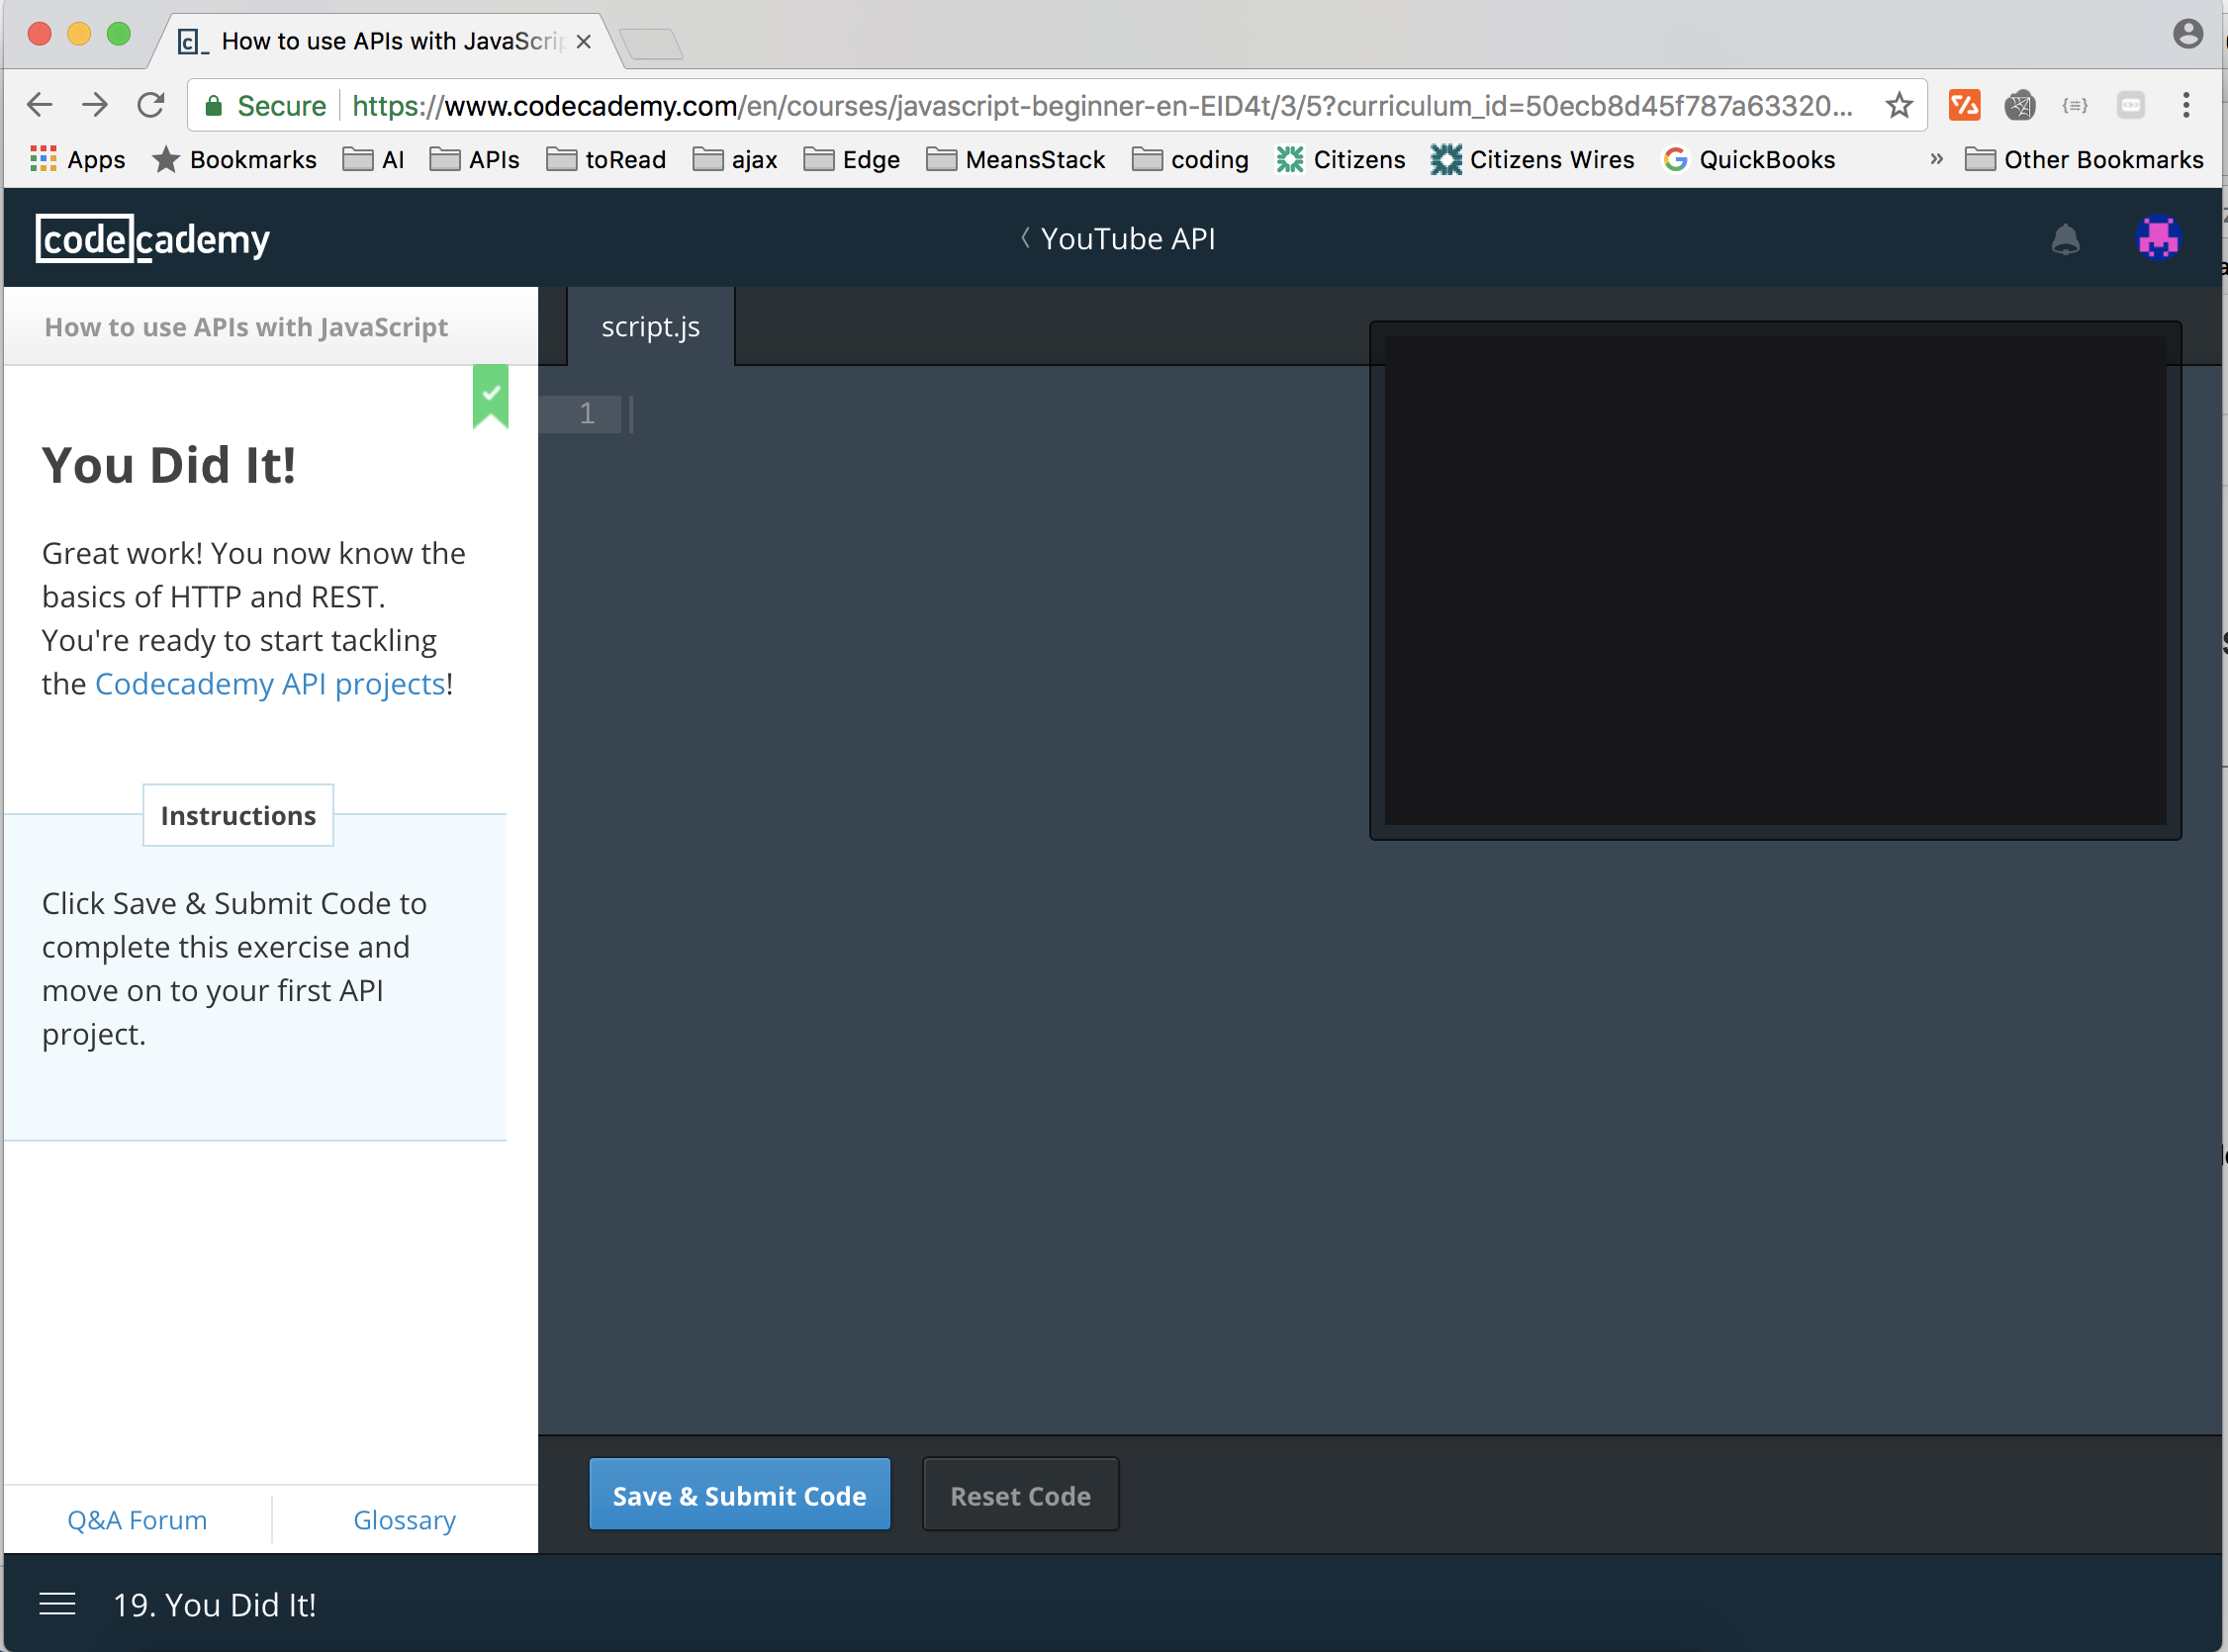 How to use APIs with JavaScrip
Secure
https://www.codecademy.com/en/courses/javascript-beginner-en-EID4t/3/5?curriculum_id=50ecb8d45f787a63320...
Apps Bookmarks AI APIs toRead ajax Edge MeansStack coding Citizens Citizens Wires QuickBooks » Other Bookmarks
codecademy
YouTube API
How to use APIs with JavaScript
script.js
1
You Did It!
Great work! You now know the
basics of HTTP and REST.
You're ready to start tackling
the Codecademy API projects!
Instructions
Click Save & Submit Code to
complete this exercise and
move on to your first API
project.
Save & Submit Code
Reset Code
Q&A Forum
Glossary
19. You Did It!